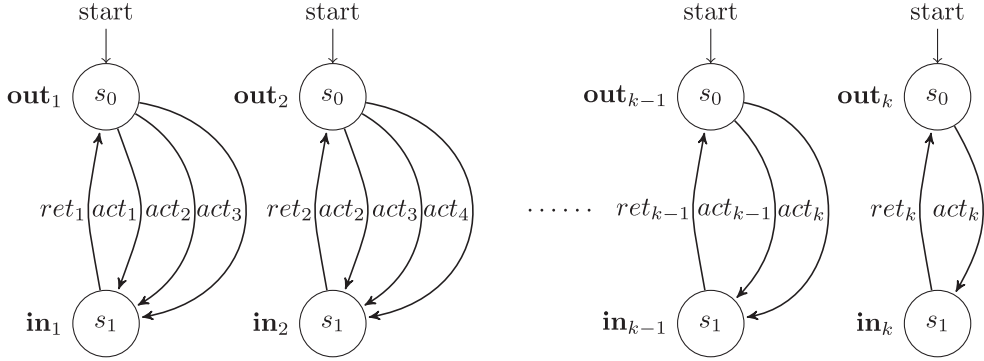 start start start start
out₁ s₀ out₂ s₀ outₖ₋₁ s₀ outₖ s₀
ret₁ act₁ act₂ act₃ ret₂ act₂ act₃ act₄ ...... retₖ₋₁ actₖ₋₁ actₖ retₖ actₖ
in₁ s₁ in₂ s₁ inₖ₋₁ s₁ inₖ s₁